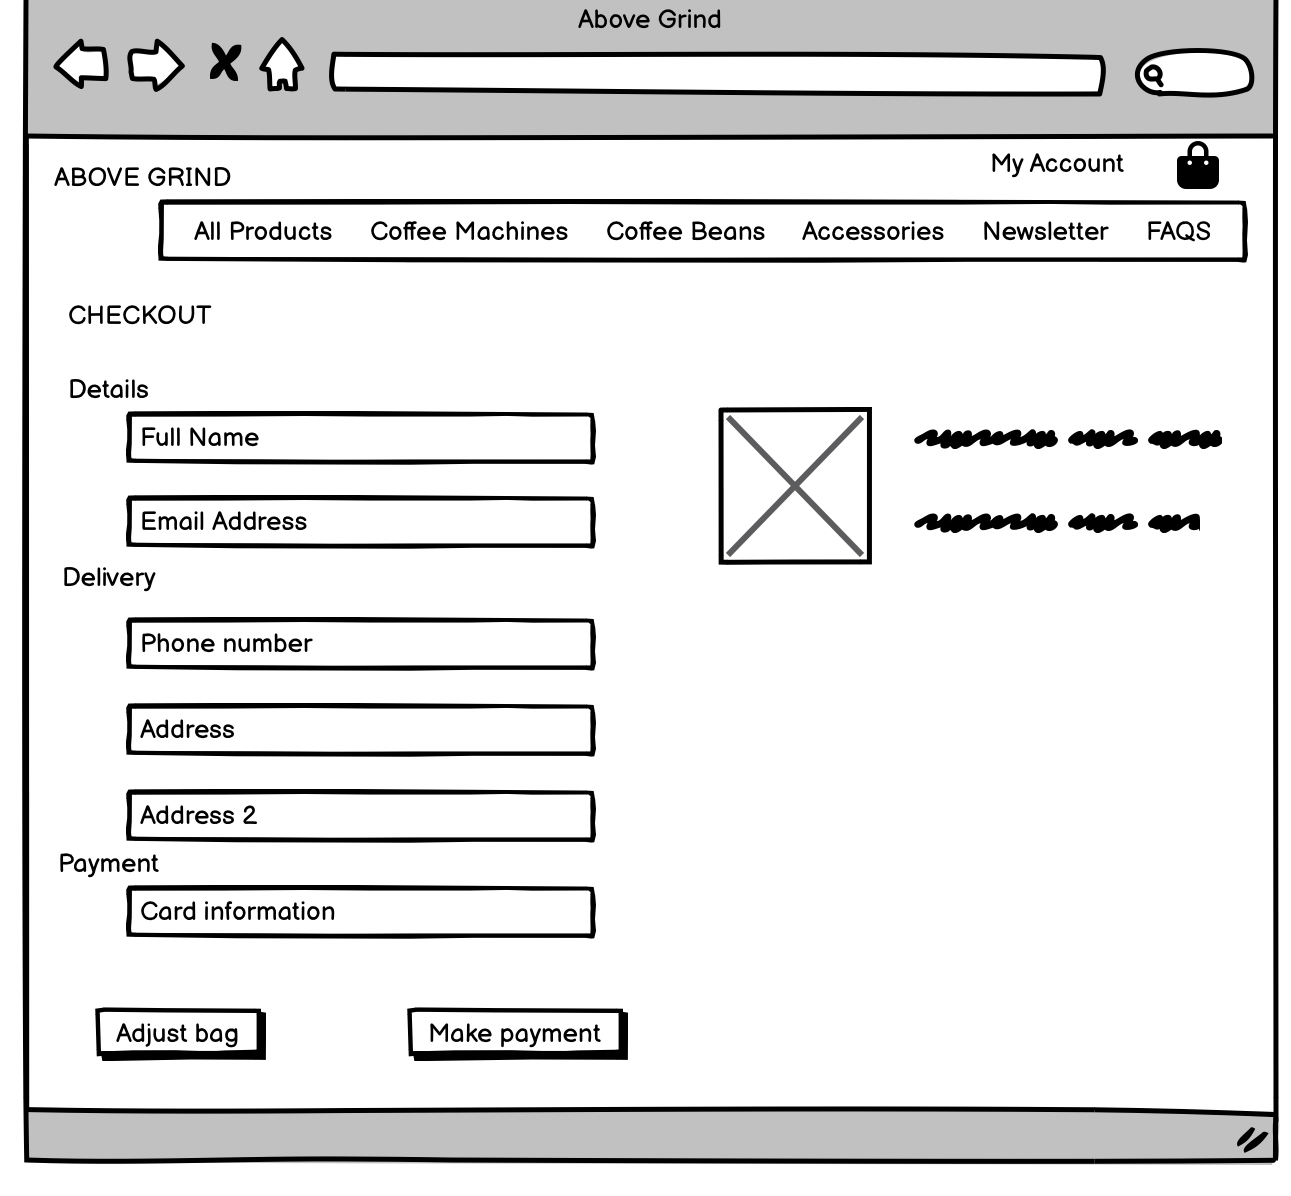 Above Grind
My Account
ABOVE GRIND
All Products Coffee Machines Coffee Beans Accessories Newsletter FAQS
CHECKOUT
Details
Full Name
Email Address
Delivery
Phone number
Address
Address 2
Payment
Card information
Adjust bag Make payment